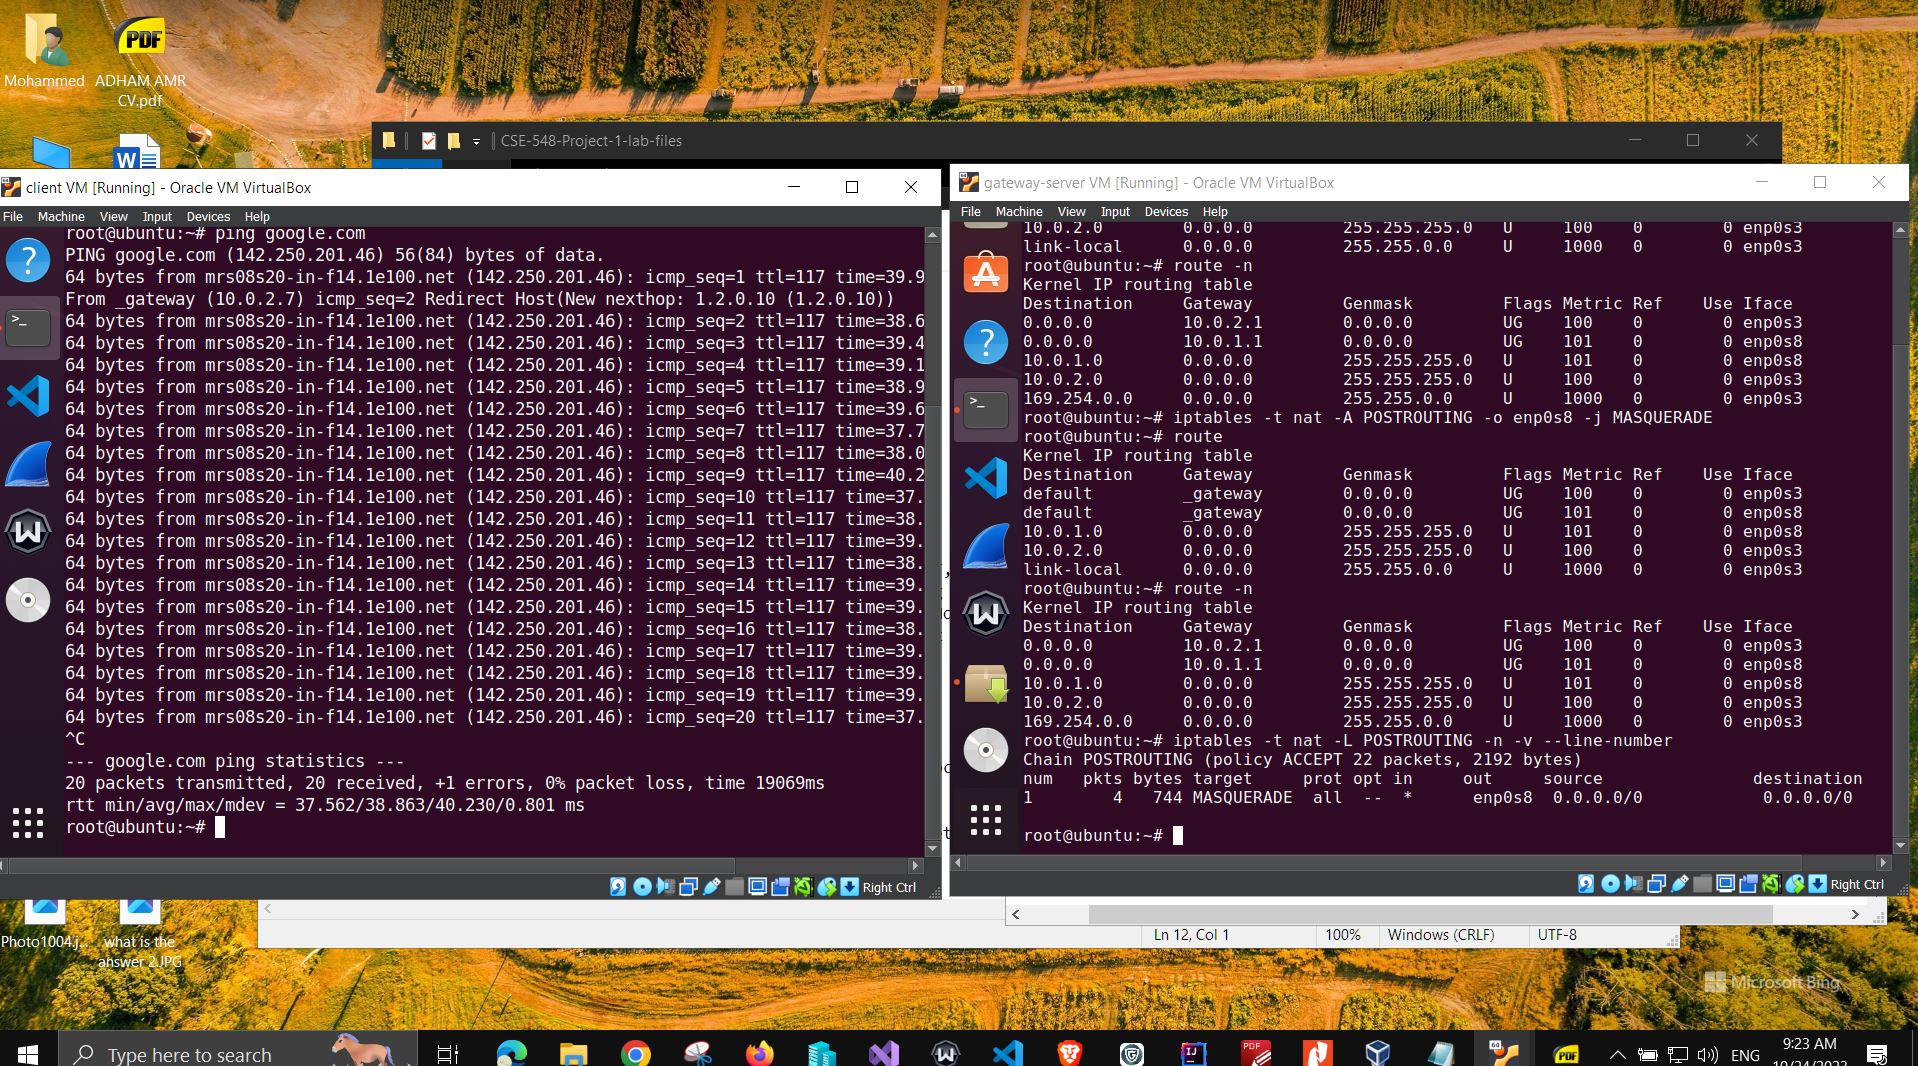 Mohammed
ADHAM AMR
CV.pdf
CSE-548-Project-1-lab-files
client VM [Running] - Oracle VM VirtualBox
File Machine View Input Devices Help
root@ubuntu:~# ping google.com
PING google.com (142.250.201.46) 56(84) bytes of data.
64 bytes from mrs08s20-in-f14.1e100.net (142.250.201.46): icmp_seq=1 ttl=117 time=39.9
From _gateway (10.0.2.7) icmp_seq=2 Redirect Host(New nexthop: 1.2.0.10 (1.2.0.10))
64 bytes from mrs08s20-in-f14.1e100.net (142.250.201.46): icmp_seq=2 ttl=117 time=38.6
64 bytes from mrs08s20-in-f14.1e100.net (142.250.201.46): icmp_seq=3 ttl=117 time=39.4
64 bytes from mrs08s20-in-f14.1e100.net (142.250.201.46): icmp_seq=4 ttl=117 time=39.1
64 bytes from mrs08s20-in-f14.1e100.net (142.250.201.46): icmp_seq=5 ttl=117 time=38.9
64 bytes from mrs08s20-in-f14.1e100.net (142.250.201.46): icmp_seq=6 ttl=117 time=39.6
64 bytes from mrs08s20-in-f14.1e100.net (142.250.201.46): icmp_seq=7 ttl=117 time=37.7
64 bytes from mrs08s20-in-f14.1e100.net (142.250.201.46): icmp_seq=8 ttl=117 time=38.0
64 bytes from mrs08s20-in-f14.1e100.net (142.250.201.46): icmp_seq=9 ttl=117 time=40.2
64 bytes from mrs08s20-in-f14.1e100.net (142.250.201.46): icmp_seq=10 ttl=117 time=37.
64 bytes from mrs08s20-in-f14.1e100.net (142.250.201.46): icmp_seq=11 ttl=117 time=38.
64 bytes from mrs08s20-in-f14.1e100.net (142.250.201.46): icmp_seq=12 ttl=117 time=39.
64 bytes from mrs08s20-in-f14.1e100.net (142.250.201.46): icmp_seq=13 ttl=117 time=38.
64 bytes from mrs08s20-in-f14.1e100.net (142.250.201.46): icmp_seq=14 ttl=117 time=39.
64 bytes from mrs08s20-in-f14.1e100.net (142.250.201.46): icmp_seq=15 ttl=117 time=39.
64 bytes from mrs08s20-in-f14.1e100.net (142.250.201.46): icmp_seq=16 ttl=117 time=38.
64 bytes from mrs08s20-in-f14.1e100.net (142.250.201.46): icmp_seq=17 ttl=117 time=39.
64 bytes from mrs08s20-in-f14.1e100.net (142.250.201.46): icmp_seq=18 ttl=117 time=39.
64 bytes from mrs08s20-in-f14.1e100.net (142.250.201.46): icmp_seq=19 ttl=117 time=39.
64 bytes from mrs08s20-in-f14.1e100.net (142.250.201.46): icmp_seq=20 ttl=117 time=37.
^C
--- google.com ping statistics ---
20 packets transmitted, 20 received, +1 errors, 0% packet loss, time 19069ms
rtt min/avg/max/mdev = 37.562/38.863/40.230/0.801 ms
root@ubuntu:~#
Right Ctrl
gateway-server VM [Running] - Oracle VM VirtualBox
File Machine View Input Devices Help
10.0.2.0 0.0.0.0 255.255.255.0 U 100 0 0 enp0s3
link-local 0.0.0.0 255.255.0.0 U 1000 0 0 enp0s3
root@ubuntu:~# route -n
Kernel IP routing table
Destination Gateway Genmask Flags Metric Ref Use Iface
0.0.0.0 10.0.2.1 0.0.0.0 UG 100 0 0 enp0s3
0.0.0.0 10.0.1.1 0.0.0.0 UG 101 0 0 enp0s8
10.0.1.0 0.0.0.0 255.255.255.0 U 101 0 0 enp0s8
10.0.2.0 0.0.0.0 255.255.255.0 U 100 0 0 enp0s3
169.254.0.0 0.0.0.0 255.255.0.0 U 1000 0 0 enp0s3
root@ubuntu:~# iptables -t nat -A POSTROUTING -o enp0s8 -j MASQUERADE
root@ubuntu:~# route
Kernel IP routing table
Destination Gateway Genmask Flags Metric Ref Use Iface
default _gateway 0.0.0.0 UG 100 0 0 enp0s3
default _gateway 0.0.0.0 UG 101 0 0 enp0s8
10.0.1.0 0.0.0.0 255.255.255.0 U 101 0 0 enp0s8
10.0.2.0 0.0.0.0 255.255.255.0 U 100 0 0 enp0s3
link-local 0.0.0.0 255.255.0.0 U 1000 0 0 enp0s3
root@ubuntu:~# route -n
Kernel IP routing table
Destination Gateway Genmask Flags Metric Ref Use Iface
0.0.0.0 10.0.2.1 0.0.0.0 UG 100 0 0 enp0s3
0.0.0.0 10.0.1.1 0.0.0.0 UG 101 0 0 enp0s8
10.0.1.0 0.0.0.0 255.255.255.0 U 101 0 0 enp0s8
10.0.2.0 0.0.0.0 255.255.255.0 U 100 0 0 enp0s3
169.254.0.0 0.0.0.0 255.255.0.0 U 1000 0 0 enp0s3
root@ubuntu:~# iptables -t nat -L POSTROUTING -n -v --line-number
Chain POSTROUTING (policy ACCEPT 22 packets, 2192 bytes)
num pkts bytes target prot opt in out source destination
1 4 744 MASQUERADE all -- * enp0s8 0.0.0.0/0 0.0.0.0/0
root@ubuntu:~#
Right Ctrl
Photo1004.j...
what is the
answer 2.JPG
Ln 12, Col 1 100% Windows (CRLF) UTF-8
Microsoft Bing
Type here to search
ENG
9:23 AM